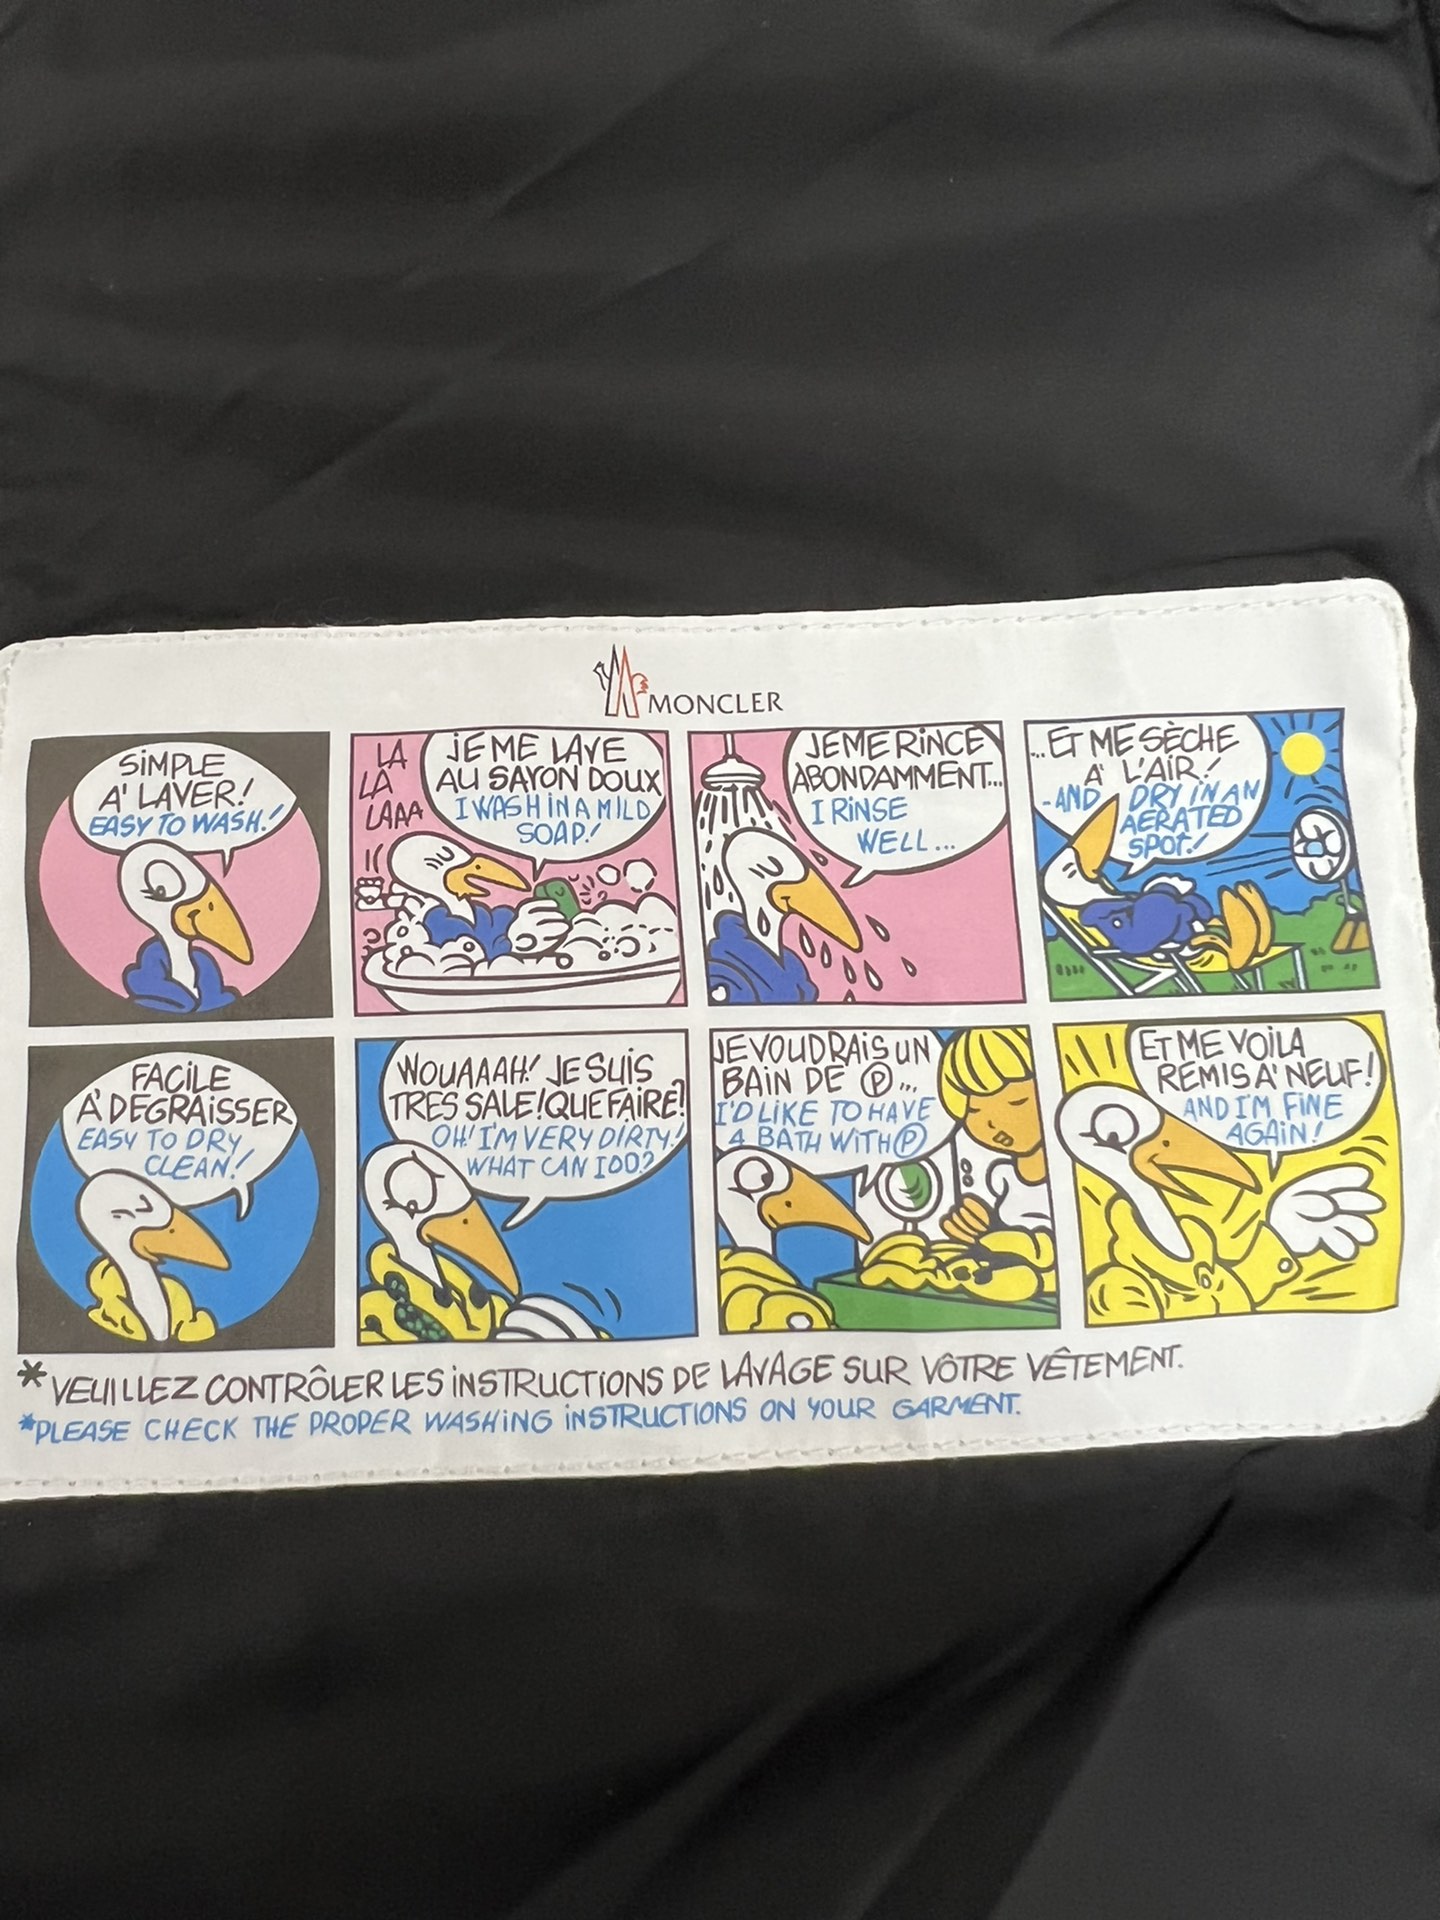 MONCLER
SIMPLE
A' LAVER!
EASY TO WASH!
LA
LA
LAAA
JE ME LAVE
AU SAVON DOUX
I WASH IN A MILD
SOAP!
JE ME RINCE
ABONDAMMENT...
I RINSE
WELL...
...ET ME SÈCHE
A' L'AIR!
-AND DRY IN AN
AERATED
SPOT!
FACILE
A' DEGRAISSER
EASY TO DRY
CLEAN!
WOUAAAH! JE SUIS
TRES SALE! QUE FAIRE?
OH! I'M VERY DIRTY!
WHAT CAN I DO?
JE VOUDRAIS UN
BAIN DE Ⓟ...
I'D LIKE TO HAVE
A BATH WITH Ⓟ
ET ME VOILA
REMIS A' NEUF!
AND I'M FINE
AGAIN!
*VEUILLEZ CONTRÔLER LES INSTRUCTIONS DE LAVAGE SUR VÔTRE VÊTEMENT.
*PLEASE CHECK THE PROPER WASHING INSTRUCTIONS ON YOUR GARMENT.